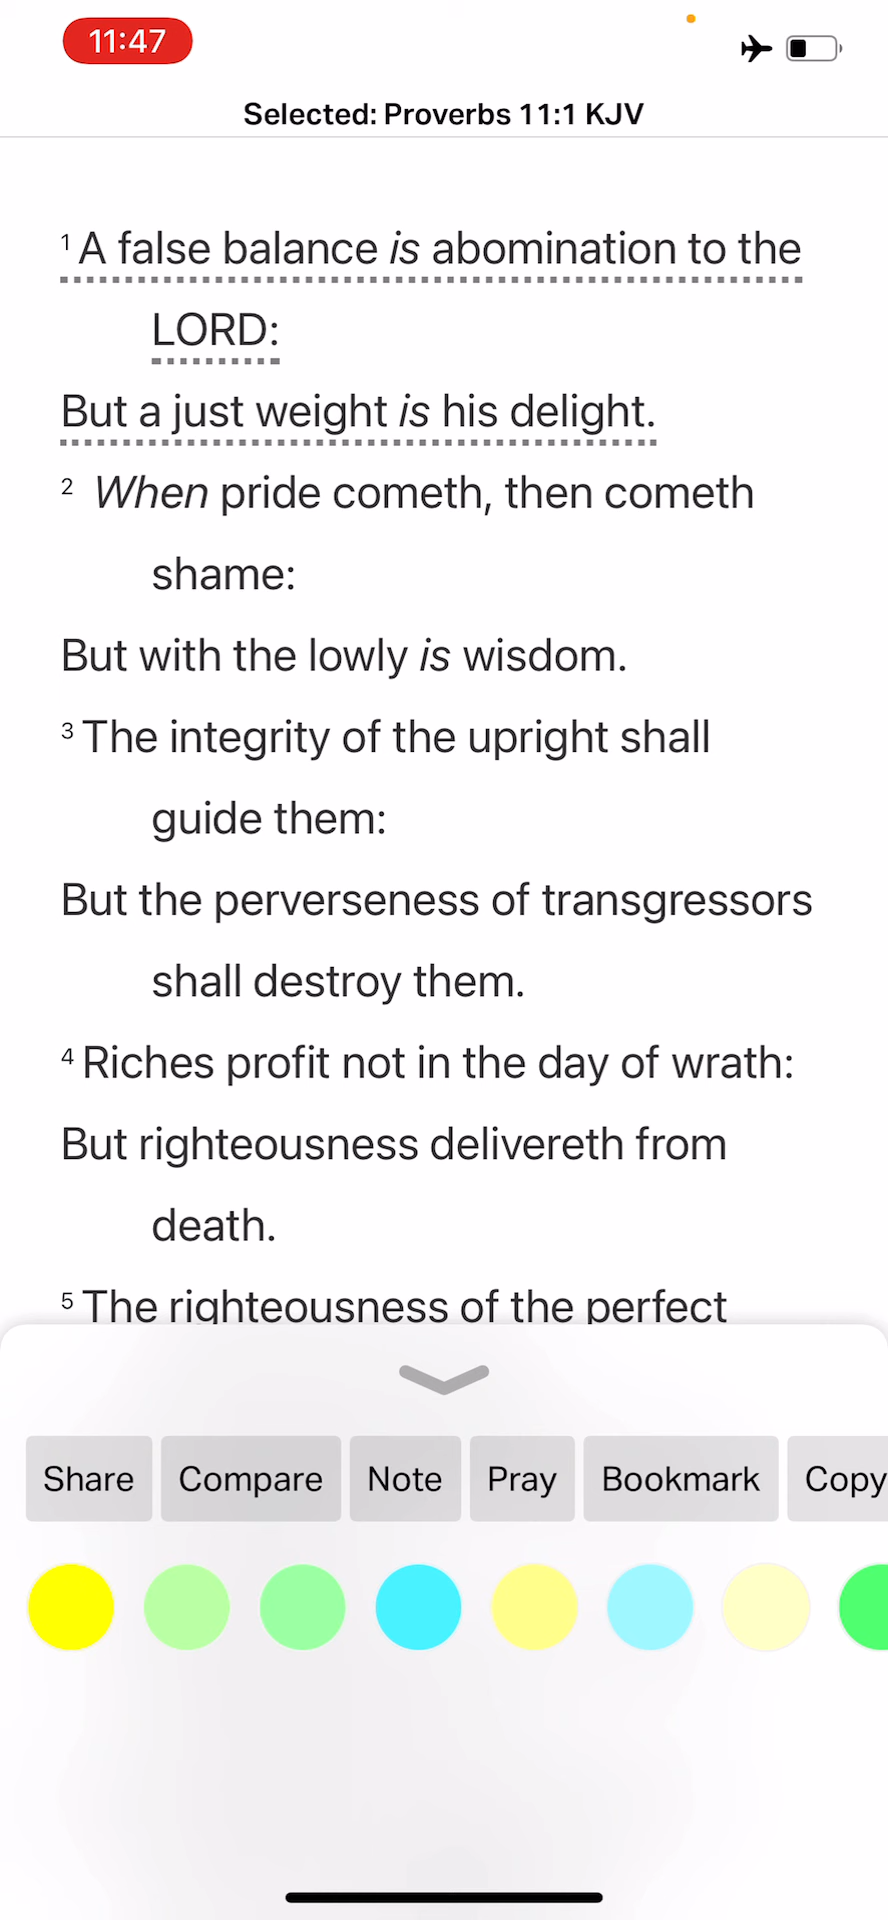 11:47
Selected: Proverbs 11:1 KJV
1 A false balance is abomination to the
LORD:
But a just weight is his delight.
2 When pride cometh, then cometh
shame:
But with the lowly is wisdom.
3 The integrity of the upright shall
guide them:
But the perverseness of transgressors
shall destroy them.
4 Riches profit not in the day of wrath:
But righteousness delivereth from
death.
5 The righteousness of the perfect
Share Compare Note Pray Bookmark Copy